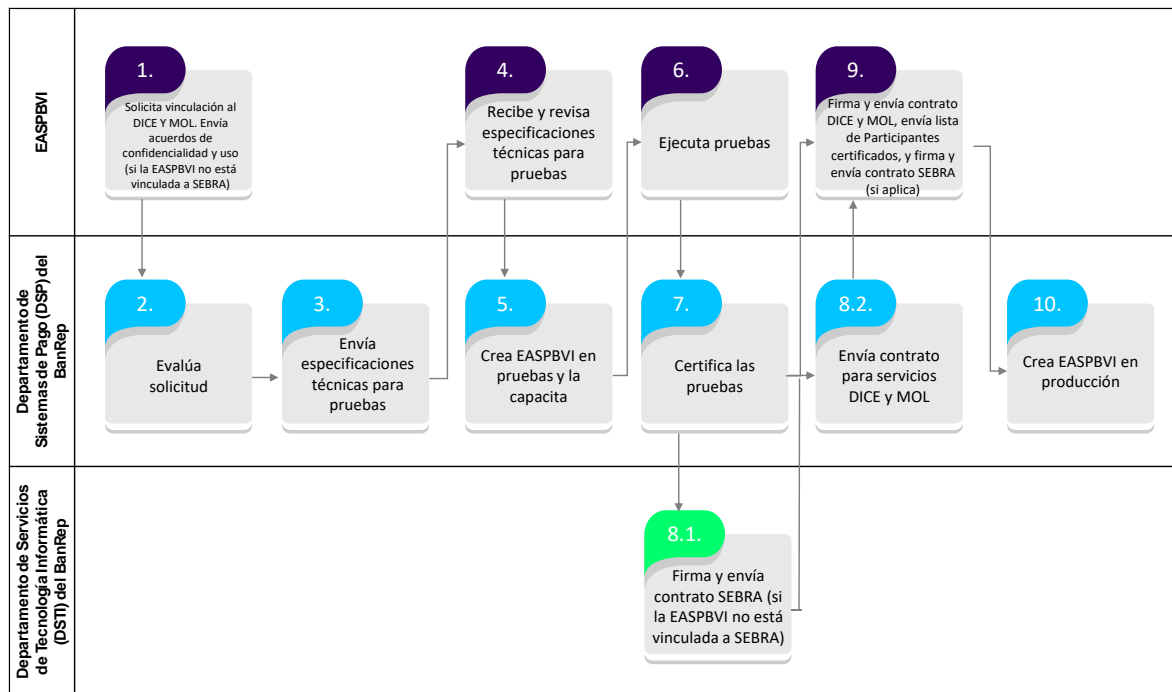 EASPBVI
1.
Solicita vinculación al
DICE Y MOL. Envía
acuerdos de
confidencialidad y uso
(si la EASPBVI no está
vinculada a SEBRA)
4.
Recibe y revisa
especificaciones
técnicas para
pruebas
6.
Ejecuta pruebas
9.
Firma y envía contrato
DICE y MOL, envía lista
de Participantes
certificados, y firma y
envía contrato SEBRA
(si aplica)
Departamento de
Sistemas de Pago (DSP) del
BanRep
2.
Evalúa
solicitud
3.
Envía
especificaciones
técnicas para
pruebas
5.
Crea EASPBVI en
pruebas y la
capacita
7.
Certifica las
pruebas
8.2.
Envía contrato
para servicios
DICE y MOL
10.
Crea EASPBVI en
producción
Departamento de Servicios
de Tecnología Informática
(DSTI) del BanRep
8.1.
Firma y envía
contrato SEBRA (si
la EASPBVI no está
vinculada a SEBRA)